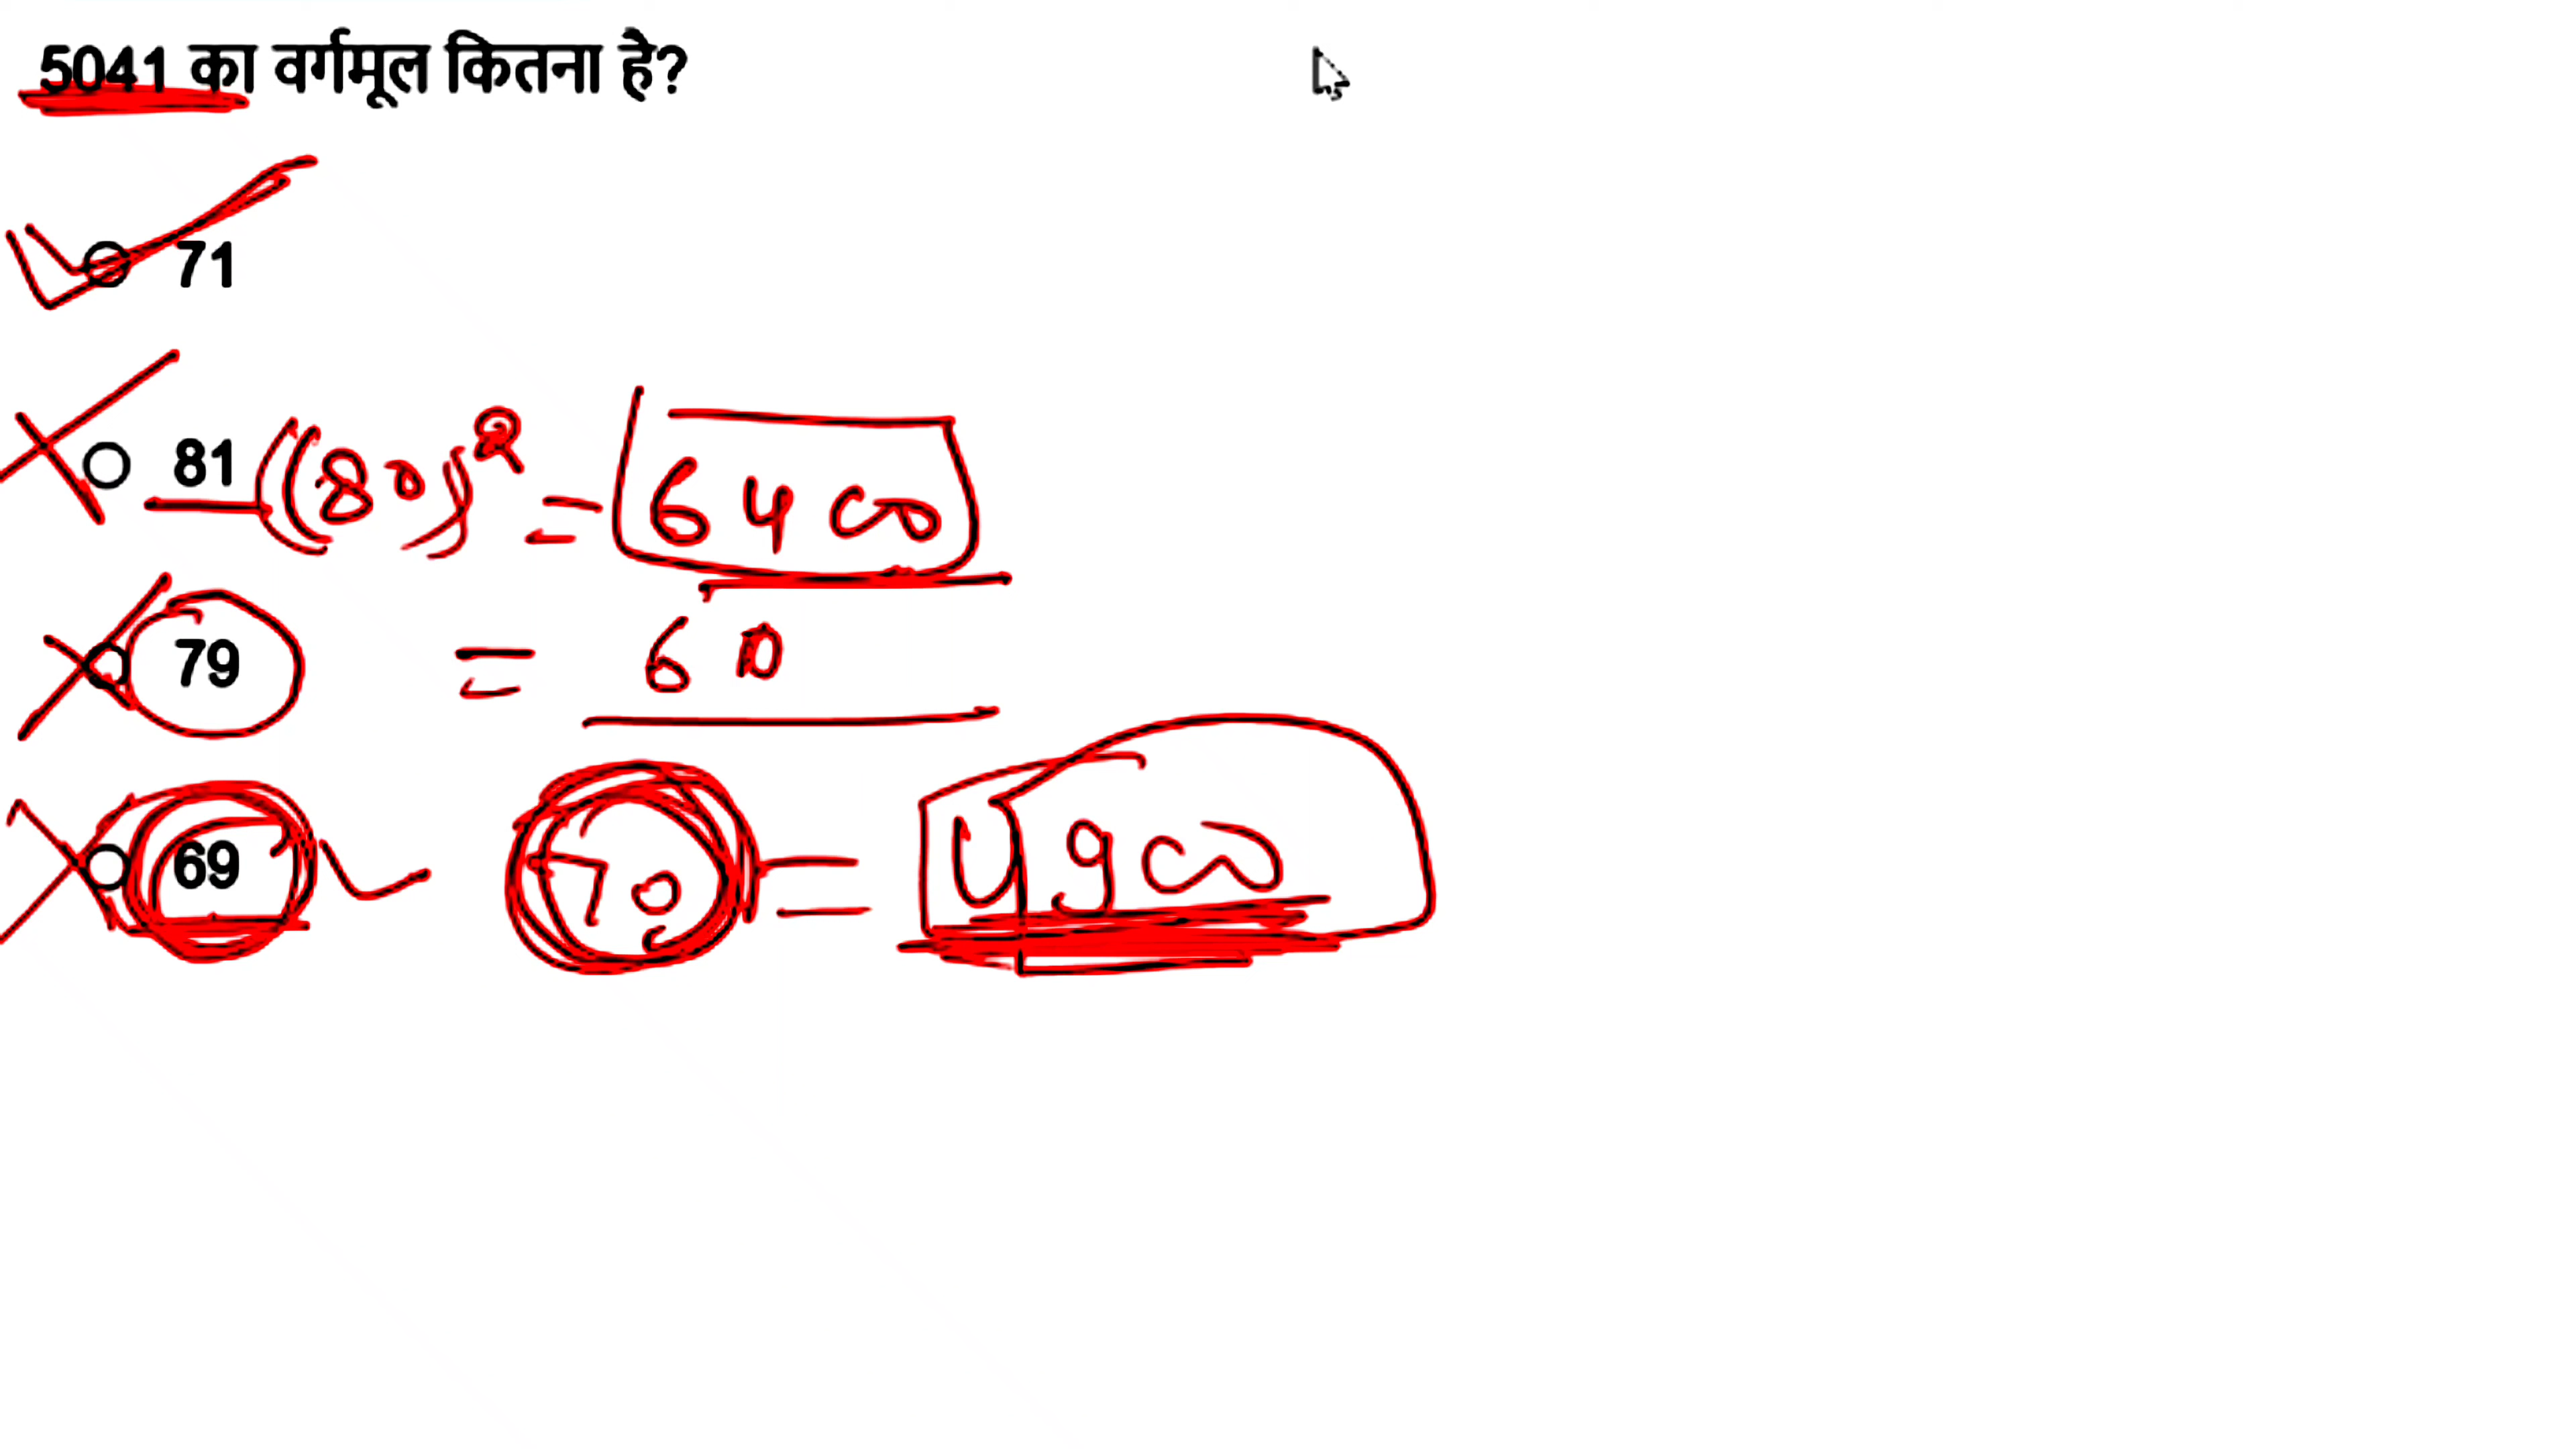 5041 का वर्गमूल कितना है?
71
81 (80)² = 6400
79 = 60
69 70 = 4900